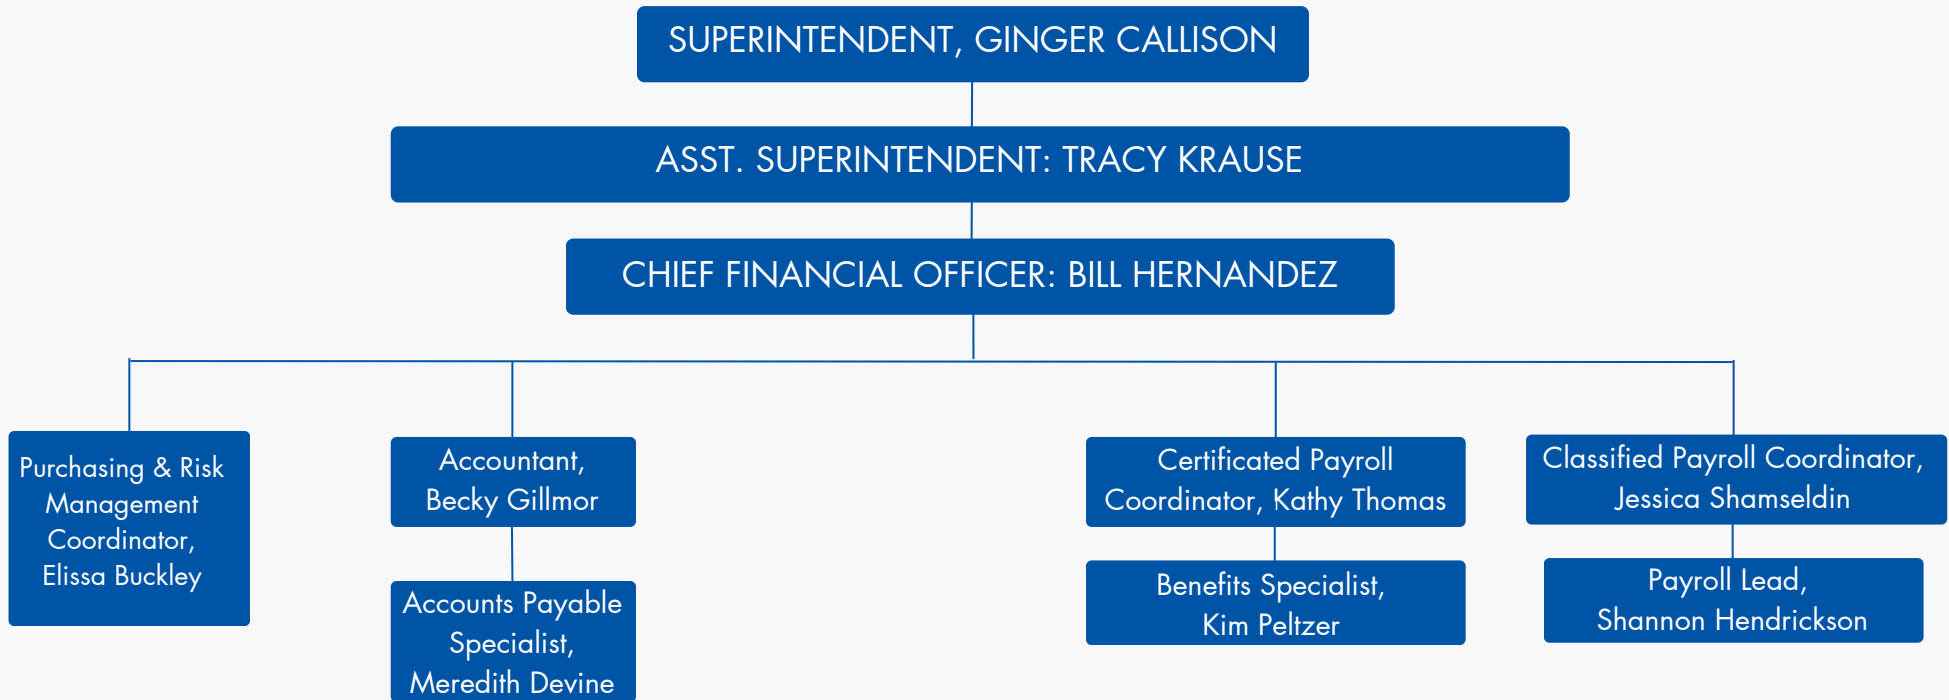 SUPERINTENDENT, GINGER CALLISON
ASST. SUPERINTENDENT: TRACY KRAUSE
CHIEF FINANCIAL OFFICER: BILL HERNANDEZ
Purchasing & Risk
Management
Coordinator,
Elissa Buckley
Accountant,
Becky Gillmor
Accounts Payable
Specialist,
Meredith Devine
Certificated Payroll
Coordinator, Kathy Thomas
Benefits Specialist,
Kim Peltzer
Classified Payroll Coordinator,
Jessica Shamseldin
Payroll Lead,
Shannon Hendrickson